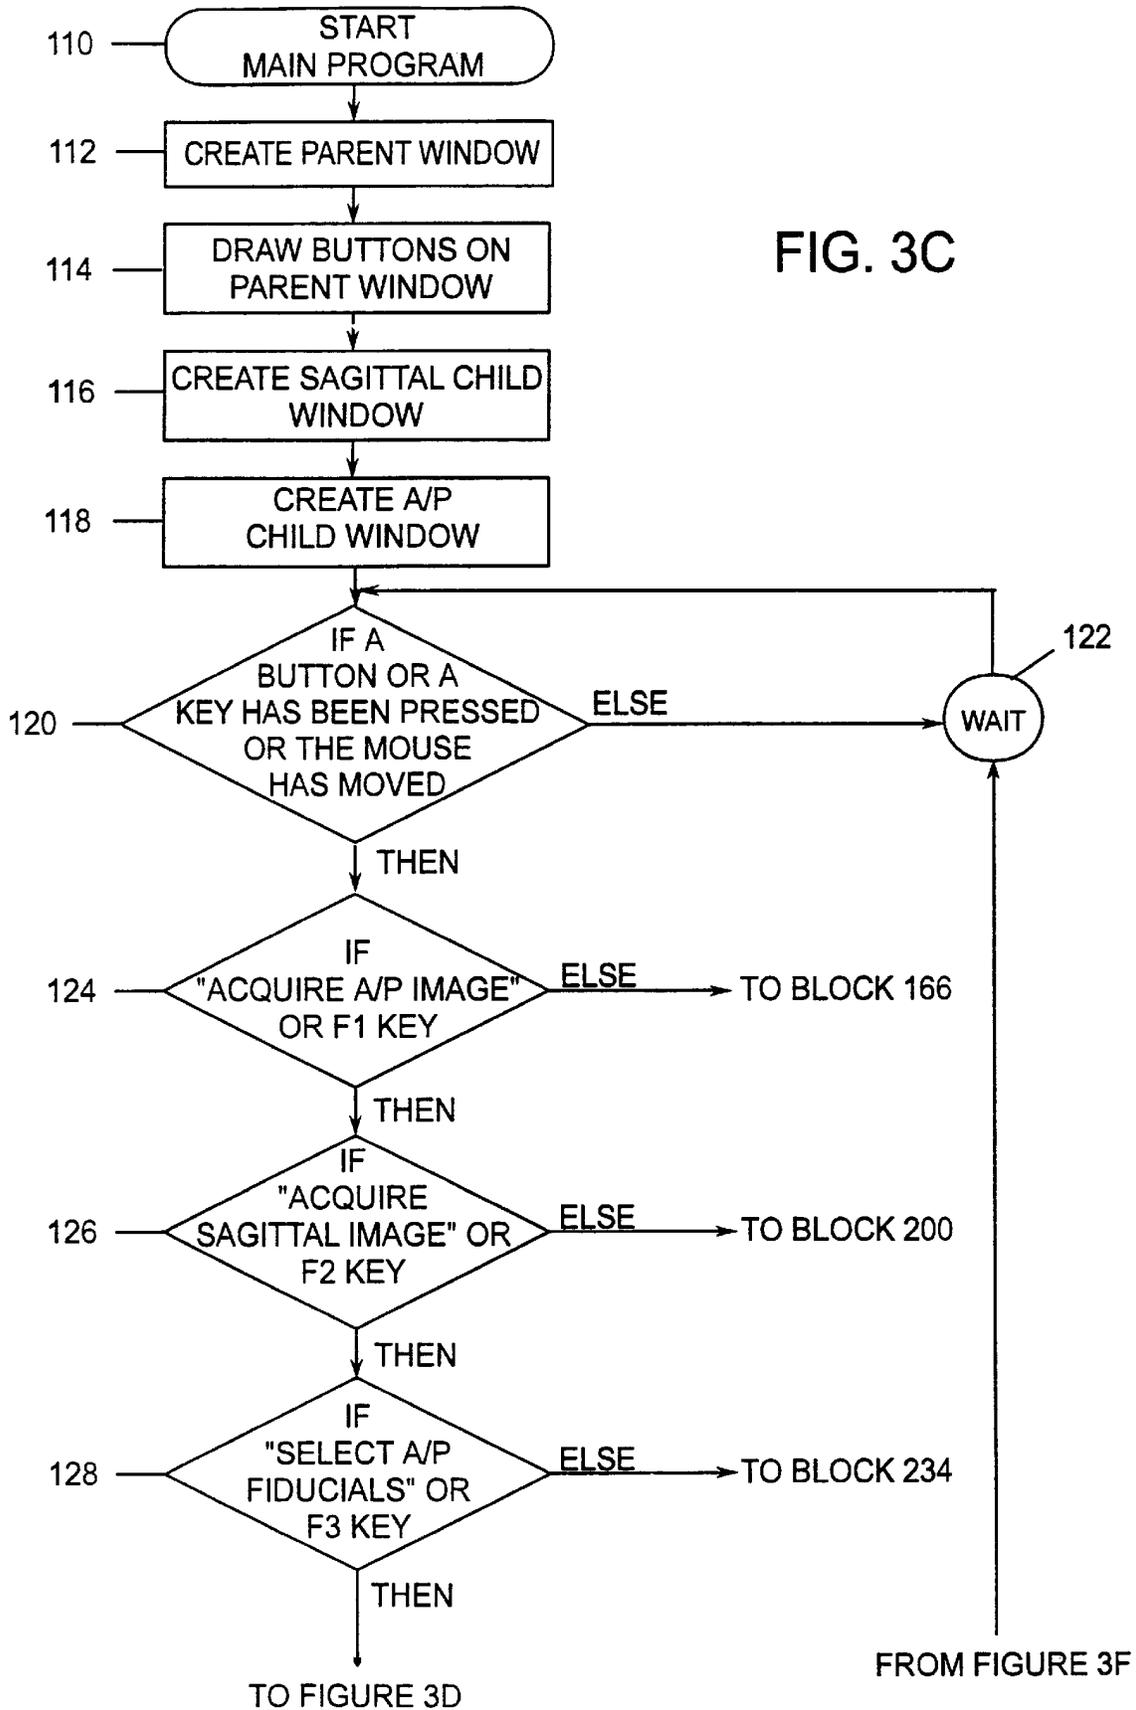 110
START
MAIN PROGRAM
112
CREATE PARENT WINDOW
114
DRAW BUTTONS ON
PARENT WINDOW
FIG. 3C
116
CREATE SAGITTAL CHILD
WINDOW
118
CREATE A/P
CHILD WINDOW
120
IF A
BUTTON OR A
KEY HAS BEEN PRESSED
OR THE MOUSE
HAS MOVED
ELSE
122
WAIT
THEN
124
IF
"ACQUIRE A/P IMAGE"
OR F1 KEY
ELSE
TO BLOCK 166
THEN
126
IF
"ACQUIRE
SAGITTAL IMAGE" OR
F2 KEY
ELSE
TO BLOCK 200
THEN
128
IF
"SELECT A/P
FIDUCIALS" OR
F3 KEY
ELSE
TO BLOCK 234
THEN
TO FIGURE 3D
FROM FIGURE 3F